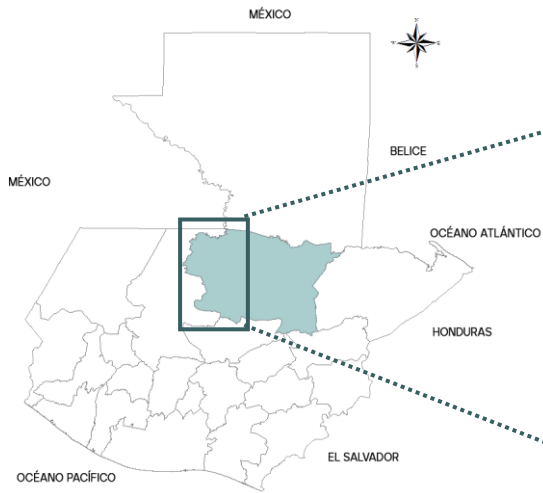 MÉXICO
BELICE
MÉXICO
OCÉANO ATLÁNTICO
HONDURAS
EL SALVADOR
OCÉANO PACÍFICO